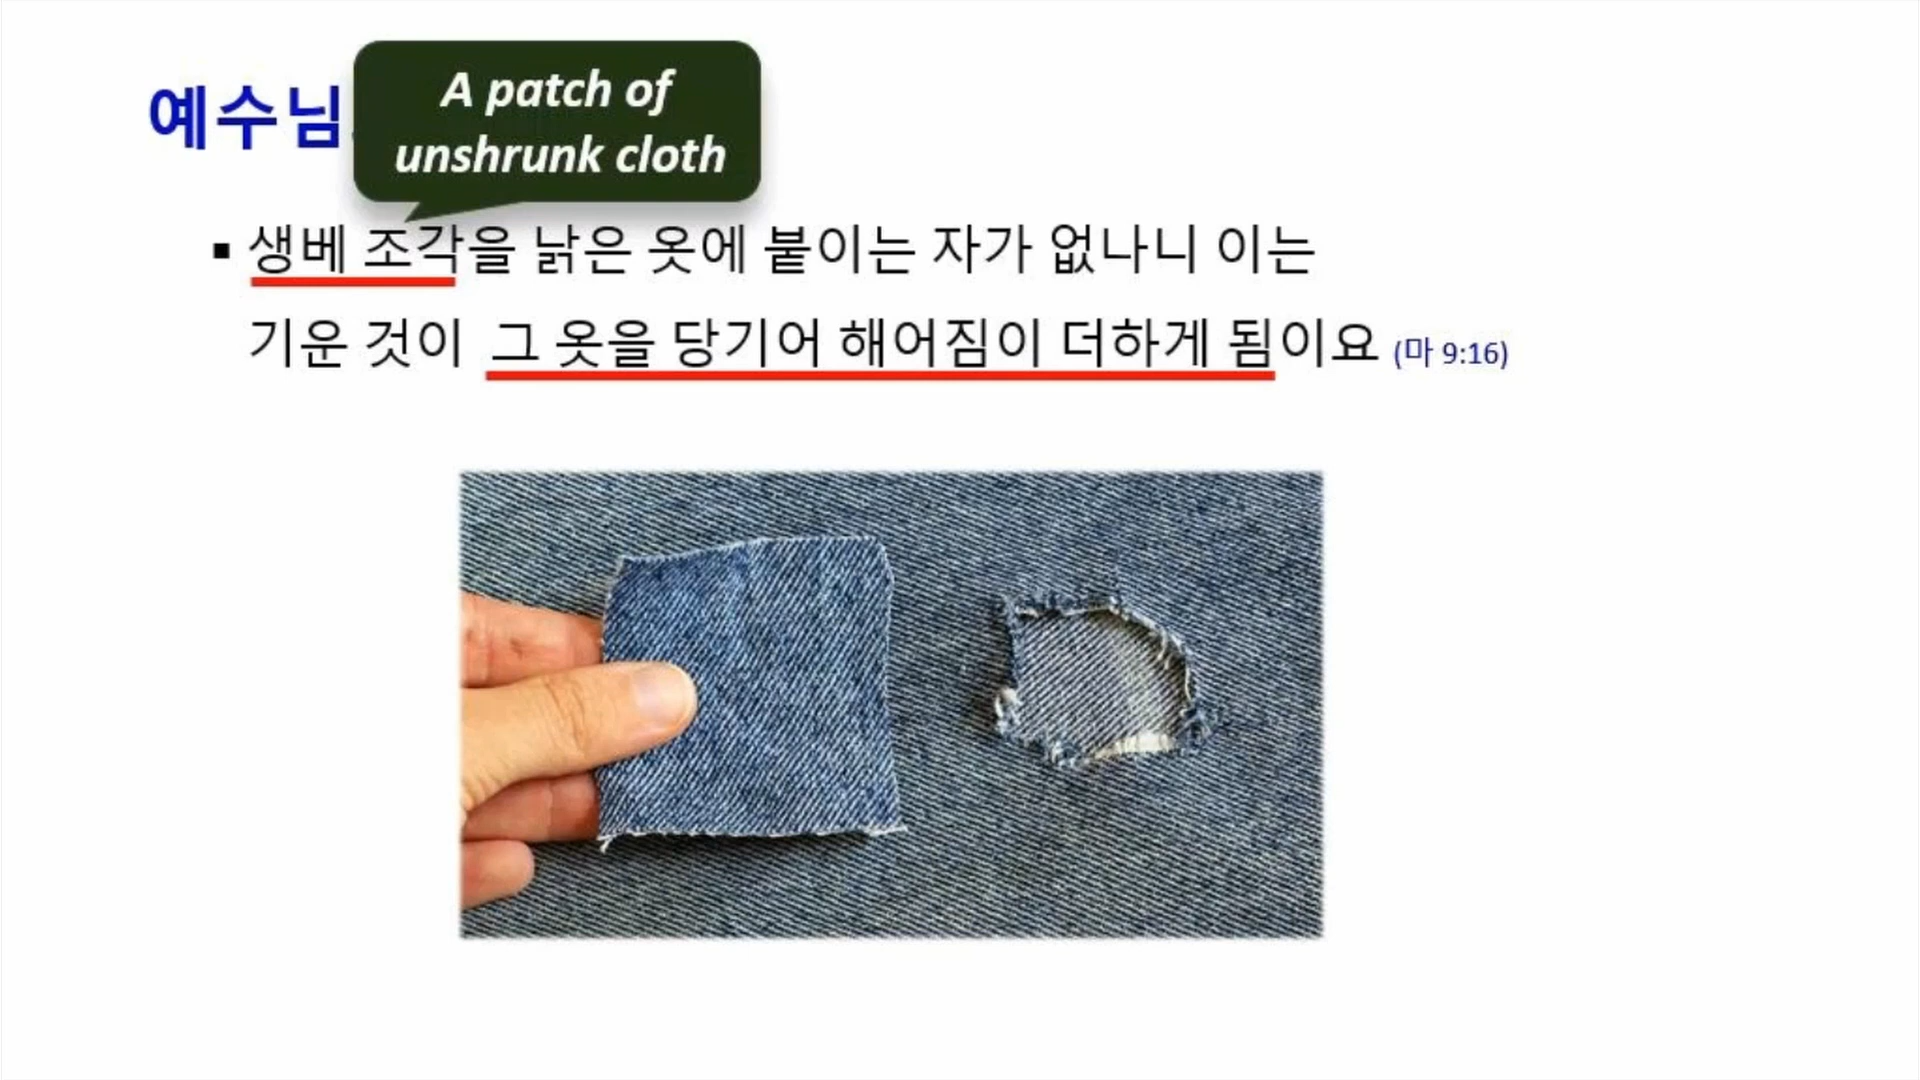 예수님
A patch of
unshrunk cloth
생베 조각을 낡은 옷에 붙이는 자가 없나니 이는
기운 것이 그 옷을 당기어 해어짐이 더하게 됨이요 (마 9:16)